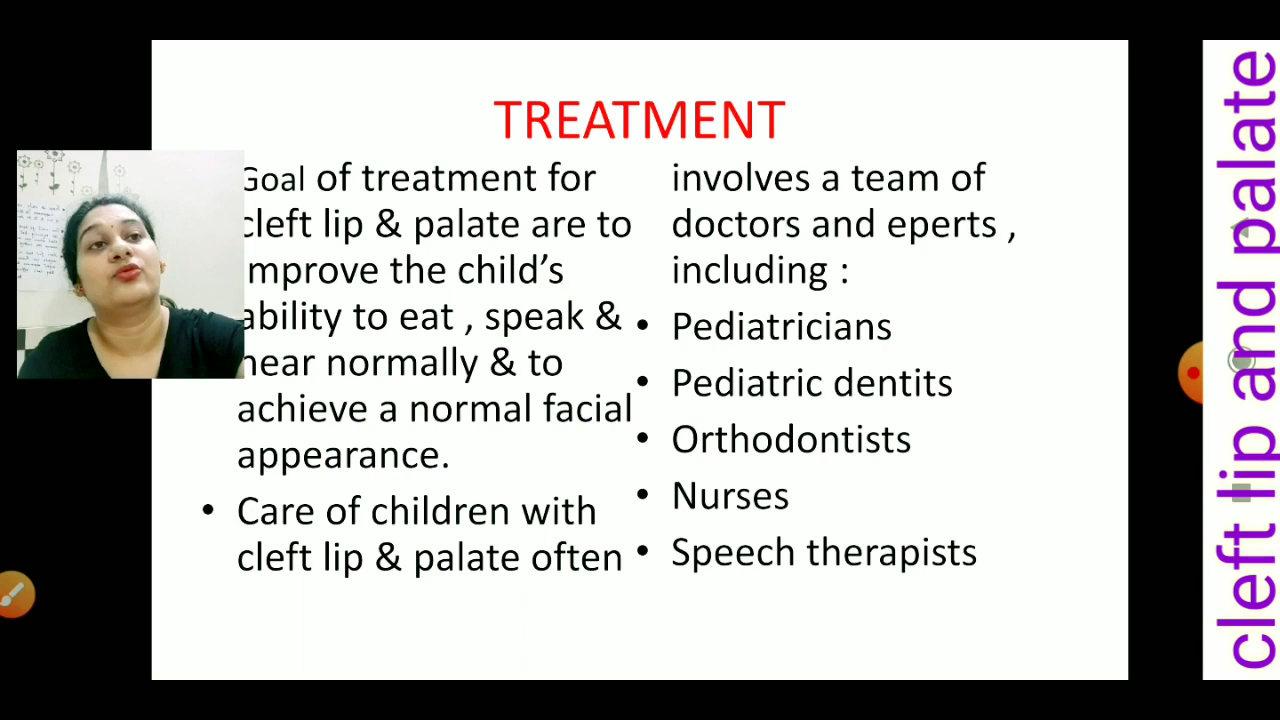 TREATMENT
Goal of treatment for
cleft lip & palate are to
improve the child’s
ability to eat , speak &
hear normally & to
achieve a normal facial
appearance.
• Care of children with
cleft lip & palate often
involves a team of
doctors and eperts ,
including :
• Pediatricians
• Pediatric dentits
• Orthodontists
• Nurses
• Speech therapists
cleft lip and palate